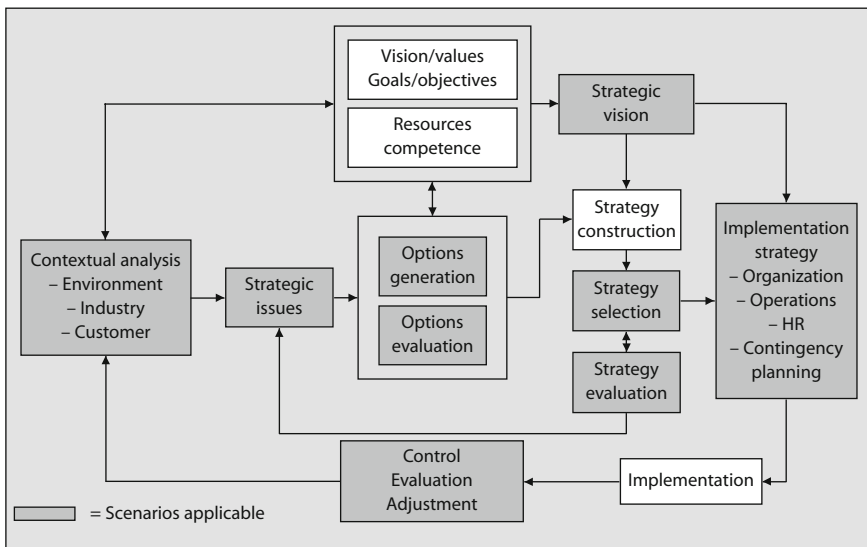 Vision/values
Goals/objectives
Resources
competence
Strategic
vision
Strategy
construction
Implementation
strategy
– Organization
– Operations
– HR
– Contingency
planning
Contextual analysis
– Environment
– Industry
– Customer
Strategic
issues
Options
generation
Options
evaluation
Strategy
selection
Strategy
evaluation
Control
Evaluation
Adjustment
Implementation
= Scenarios applicable